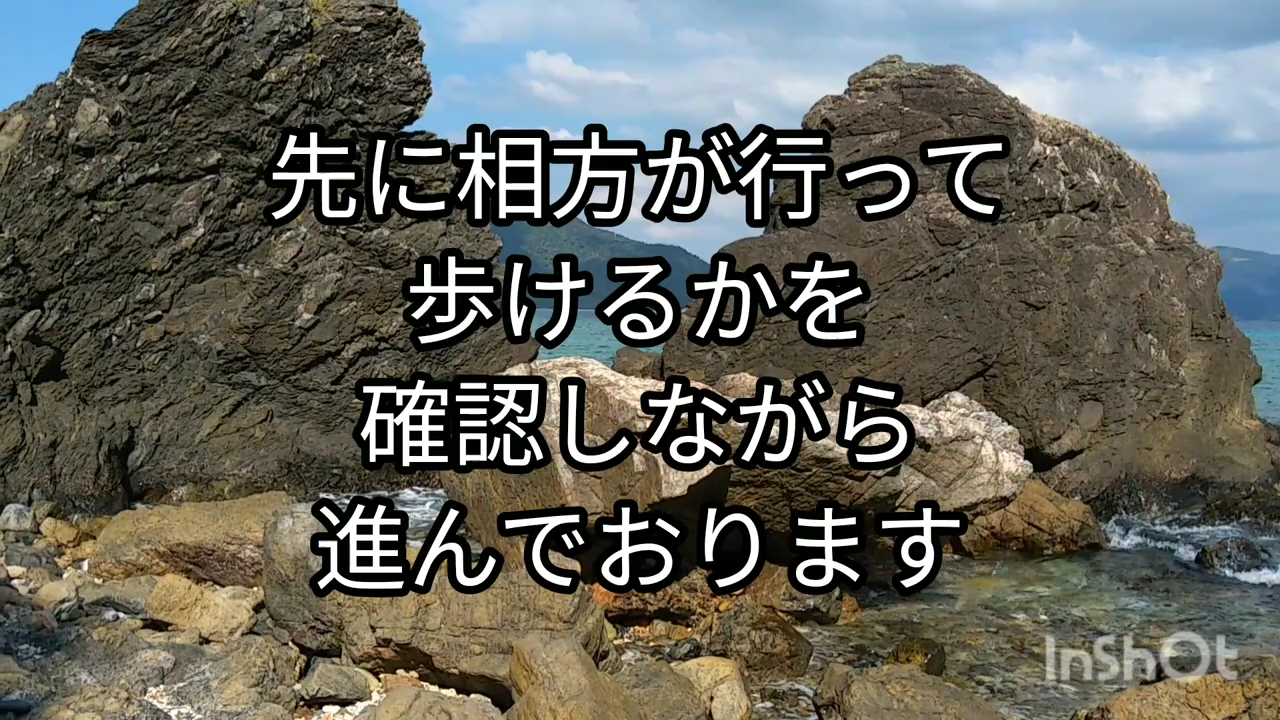 先に相方が行って
歩けるかを
確認しながら
進んでおります
InShOt